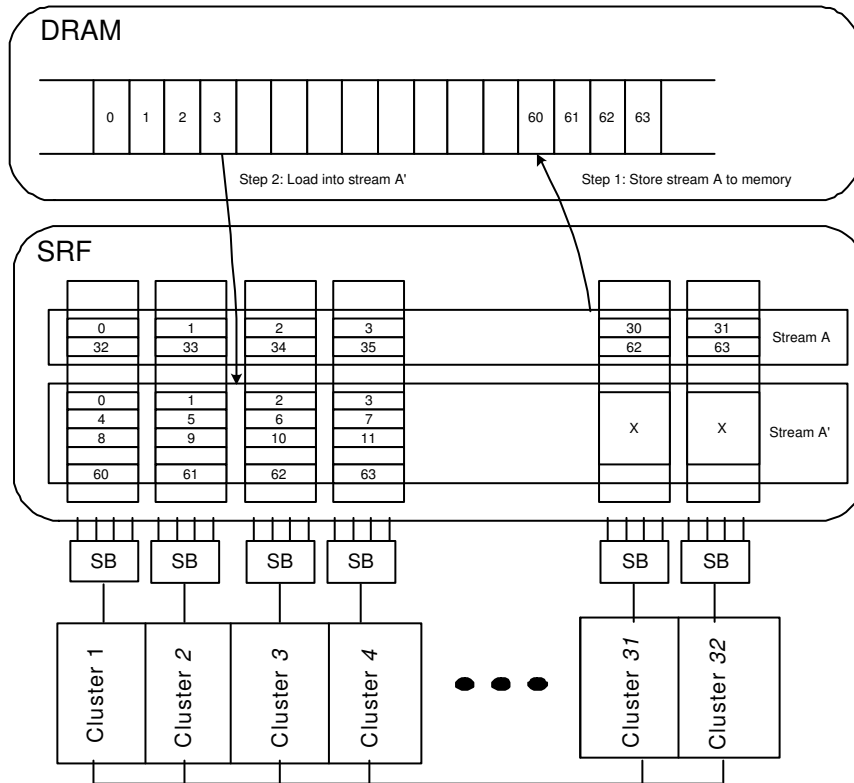 DRAM
0 1 2 3 60 61 62 63
Step 2: Load into stream A' Step 1: Store stream A to memory
SRF
0 1 2 3 30 31
32 33 34 35 62 63
Stream A
0 1 2 3
4 5 6 7
8 9 10 11
X X Stream A'
60 61 62 63
SB SB SB SB SB SB
Cluster 1 Cluster 2 Cluster 3 Cluster 4 Cluster 31 Cluster 32